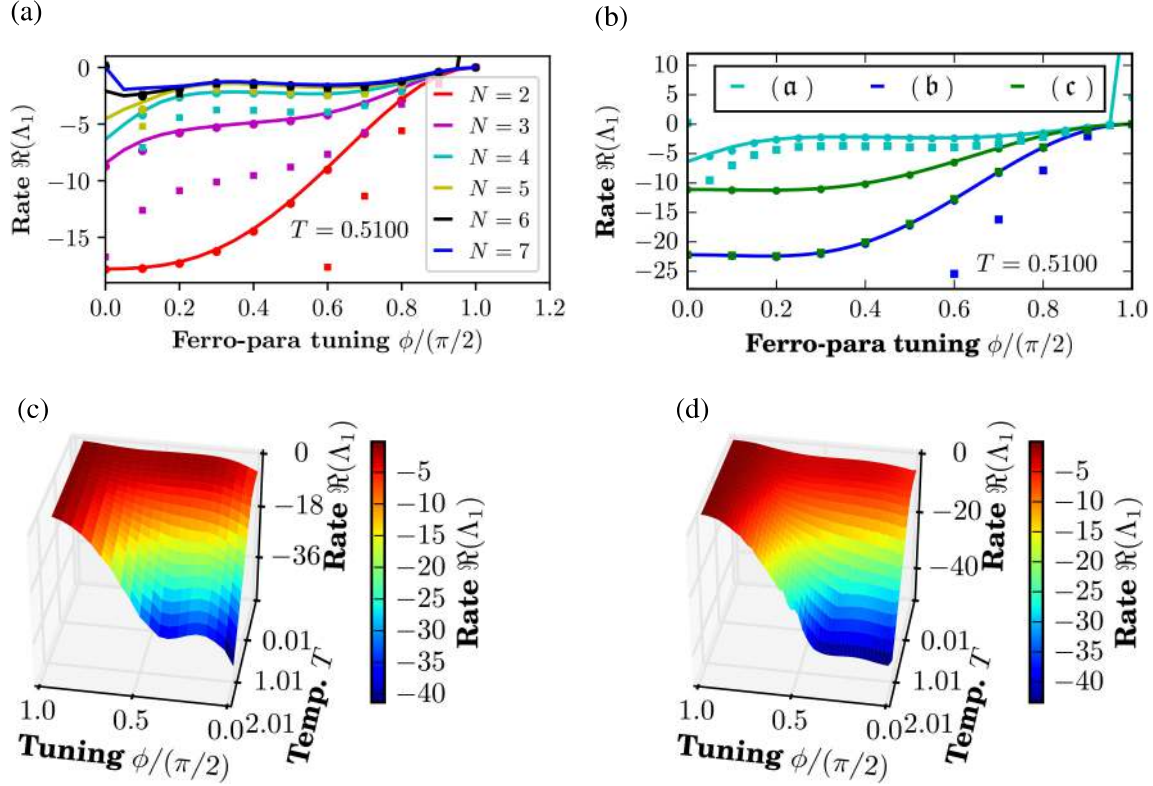 (a)
0
−5
−10
−15
Rate ℜ(Λ₁)
T = 0.5100
N = 2
N = 3
N = 4
N = 5
N = 6
N = 7
0.0 0.2 0.4 0.6 0.8 1.0 1.2
Ferro-para tuning ϕ/(π/2)
(b)
10
5
0
−5
−10
−15
−20
−25
Rate ℜ(Λ₁)
(𝔞) (𝔟) (𝔠)
T = 0.5100
0.0 0.2 0.4 0.6 0.8 1.0
Ferro-para tuning ϕ/(π/2)
(c)
0
−18
−36
Rate ℜ(Λ₁)
0.01
1.01
2.01
Temp. T
1.0 0.5 0.0
Tuning ϕ/(π/2)
−5
−10
−15
−20
−25
−30
−35
−40
Rate ℜ(Λ₁)
(d)
0
−20
−40
Rate ℜ(Λ₁)
0.01
1.01
2.01
Temp. T
1.0 0.5 0.0
Tuning ϕ/(π/2)
−5
−10
−15
−20
−25
−30
−35
−40
Rate ℜ(Λ₁)